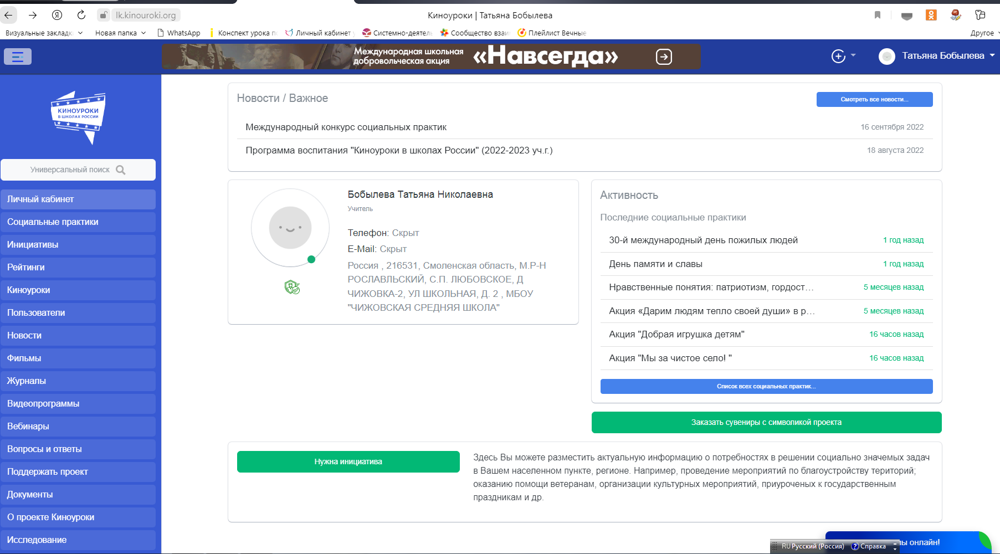 lk.kinouroki.org
Киноуроки | Татьяна Бобылева
Визуальные закладк
Новая папка
WhatsApp
Конспект урока по
Личный кабинет
Системно-деятель
Сообщество взаи
Плейлист Вечные
Другое
Международная школьная
добровольческая акция
«Навсегда»
Татьяна Бобылева
КИНОУРОКИ
В ШКОЛАХ РОССИИ
Универсальный поиск
Личный кабинет
Социальные практики
Инициативы
Рейтинги
Киноуроки
Пользователи
Новости
Фильмы
Журналы
Видеопрограммы
Вебинары
Вопросы и ответы
Поддержать проект
Документы
О проекте Киноуроки
Исследование
Новости / Важное
Смотреть все новости...
Международный конкурс социальных практик 16 сентября 2022
Программа воспитания "Киноуроки в школах России" (2022-2023 уч.г.) 18 августа 2022
Бобылева Татьяна Николаевна
Учитель
Телефон: Скрыт
E-Mail: Скрыт
Россия , 216531, Смоленская область, М.Р-Н
РОСЛАВЛЬСКИЙ, С.П. ЛЮБОВСКОЕ, Д
ЧИЖОВКА-2, УЛ ШКОЛЬНАЯ, Д. 2 , МБОУ
"ЧИЖОВСКАЯ СРЕДНЯЯ ШКОЛА"
Активность
Последние социальные практики
30-й международный день пожилых людей 1 год назад
День памяти и славы 1 год назад
Нравственные понятия: патриотизм, гордост... 5 месяцев назад
Акция «Дарим людям тепло своей души» в р... 5 месяцев назад
Акция "Добрая игрушка детям" 16 часов назад
Акция "Мы за чистое село! " 16 часов назад
Список всех социальных практик...
Заказать сувениры с символикой проекта
Нужна инициатива
Здесь Вы можете разместить актуальную информацию о потребностях в решении социально значемых задач
в Вашем населенном пункте, регионе. Например, проведение мероприятий по благоустройству територий;
оказанию помощи ветеранам, организации культурных мероприятий, приуроченых к государственным
праздникам и др.
RU Русский (Россия) Справка
мы онлайн!